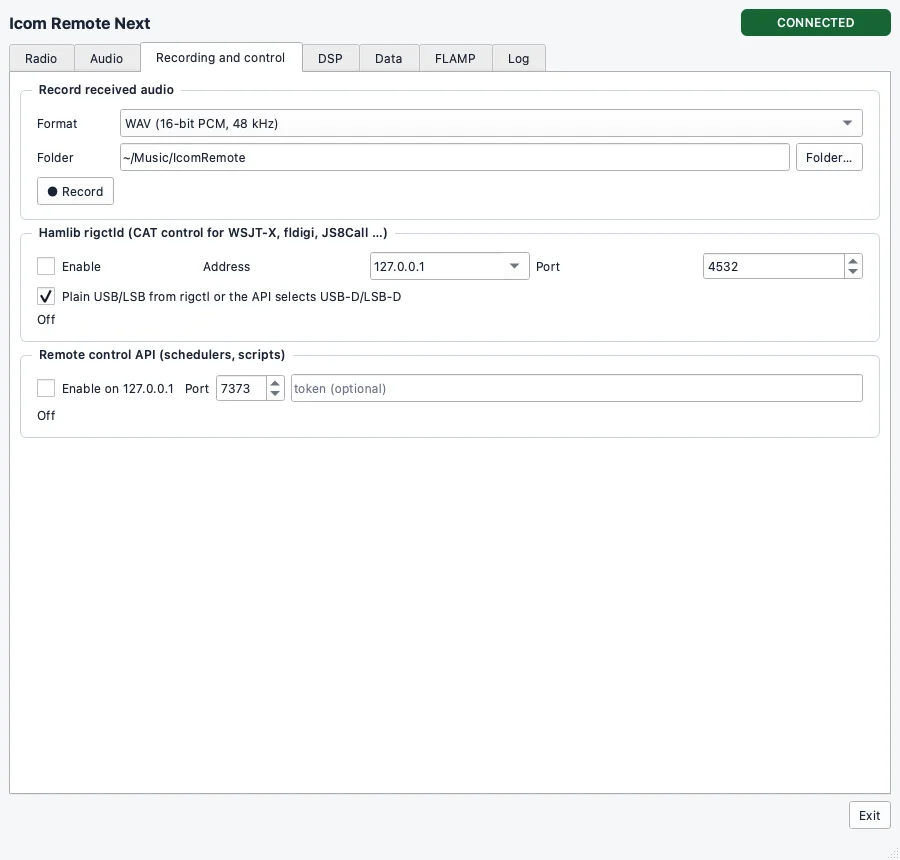 Icom Remote Next
CONNECTED
Radio Audio Recording and control DSP Data FLAMP Log
Record received audio
Format WAV (16-bit PCM, 48 kHz)
Folder ~/Music/IcomRemote Folder...
Record
Hamlib rigctld (CAT control for WSJT-X, fldigi, JS8Call ...)
Enable Address 127.0.0.1 Port 4532
Plain USB/LSB from rigctl or the API selects USB-D/LSB-D
Off
Remote control API (schedulers, scripts)
Enable on 127.0.0.1 Port 7373 token (optional)
Off
Exit